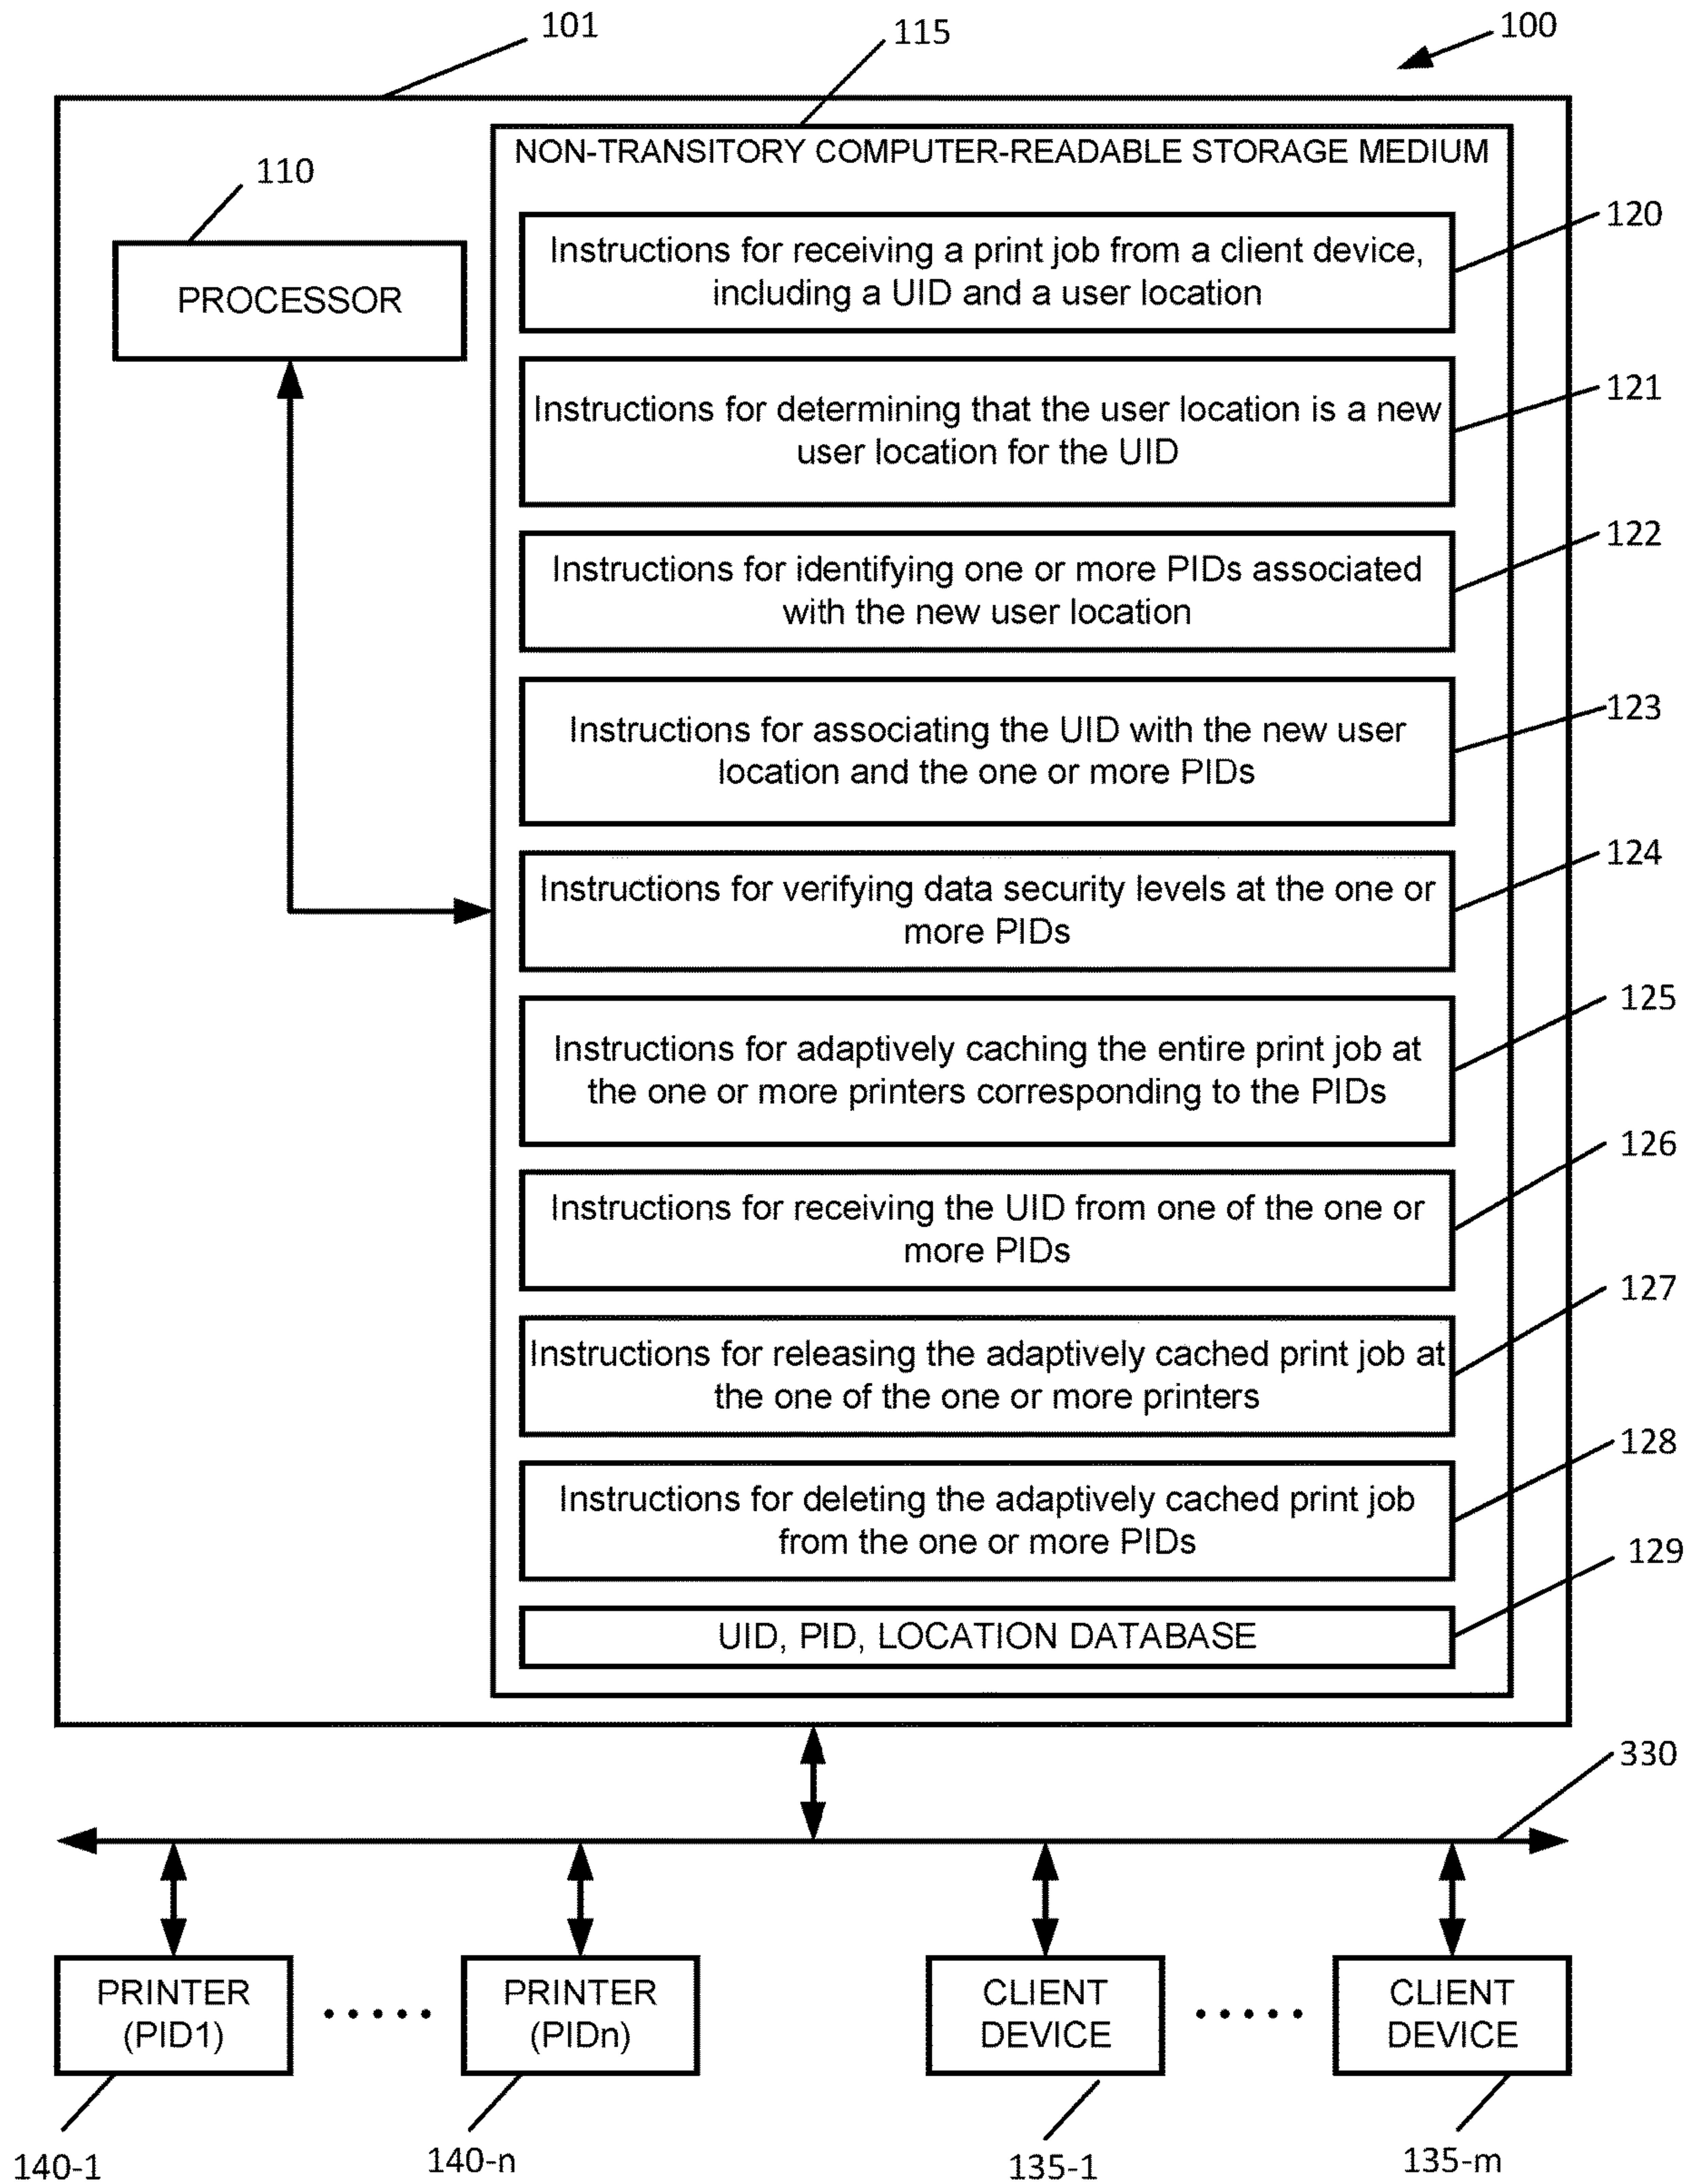 101
115
100
NON-TRANSITORY COMPUTER-READABLE STORAGE MEDIUM
110
PROCESSOR
120
Instructions for receiving a print job from a client device,
including a UID and a user location
121
Instructions for determining that the user location is a new
user location for the UID
122
Instructions for identifying one or more PIDs associated
with the new user location
123
Instructions for associating the UID with the new user
location and the one or more PIDs
124
Instructions for verifying data security levels at the one or
more PIDs
125
Instructions for adaptively caching the entire print job at
the one or more printers corresponding to the PIDs
126
Instructions for receiving the UID from one of the one or
more PIDs
127
Instructions for releasing the adaptively cached print job at
the one of the one or more printers
128
Instructions for deleting the adaptively cached print job
from the one or more PIDs
129
UID, PID, LOCATION DATABASE
330
PRINTER
(PID1)
PRINTER
(PIDn)
CLIENT
DEVICE
CLIENT
DEVICE
140-1
140-n
135-1
135-m